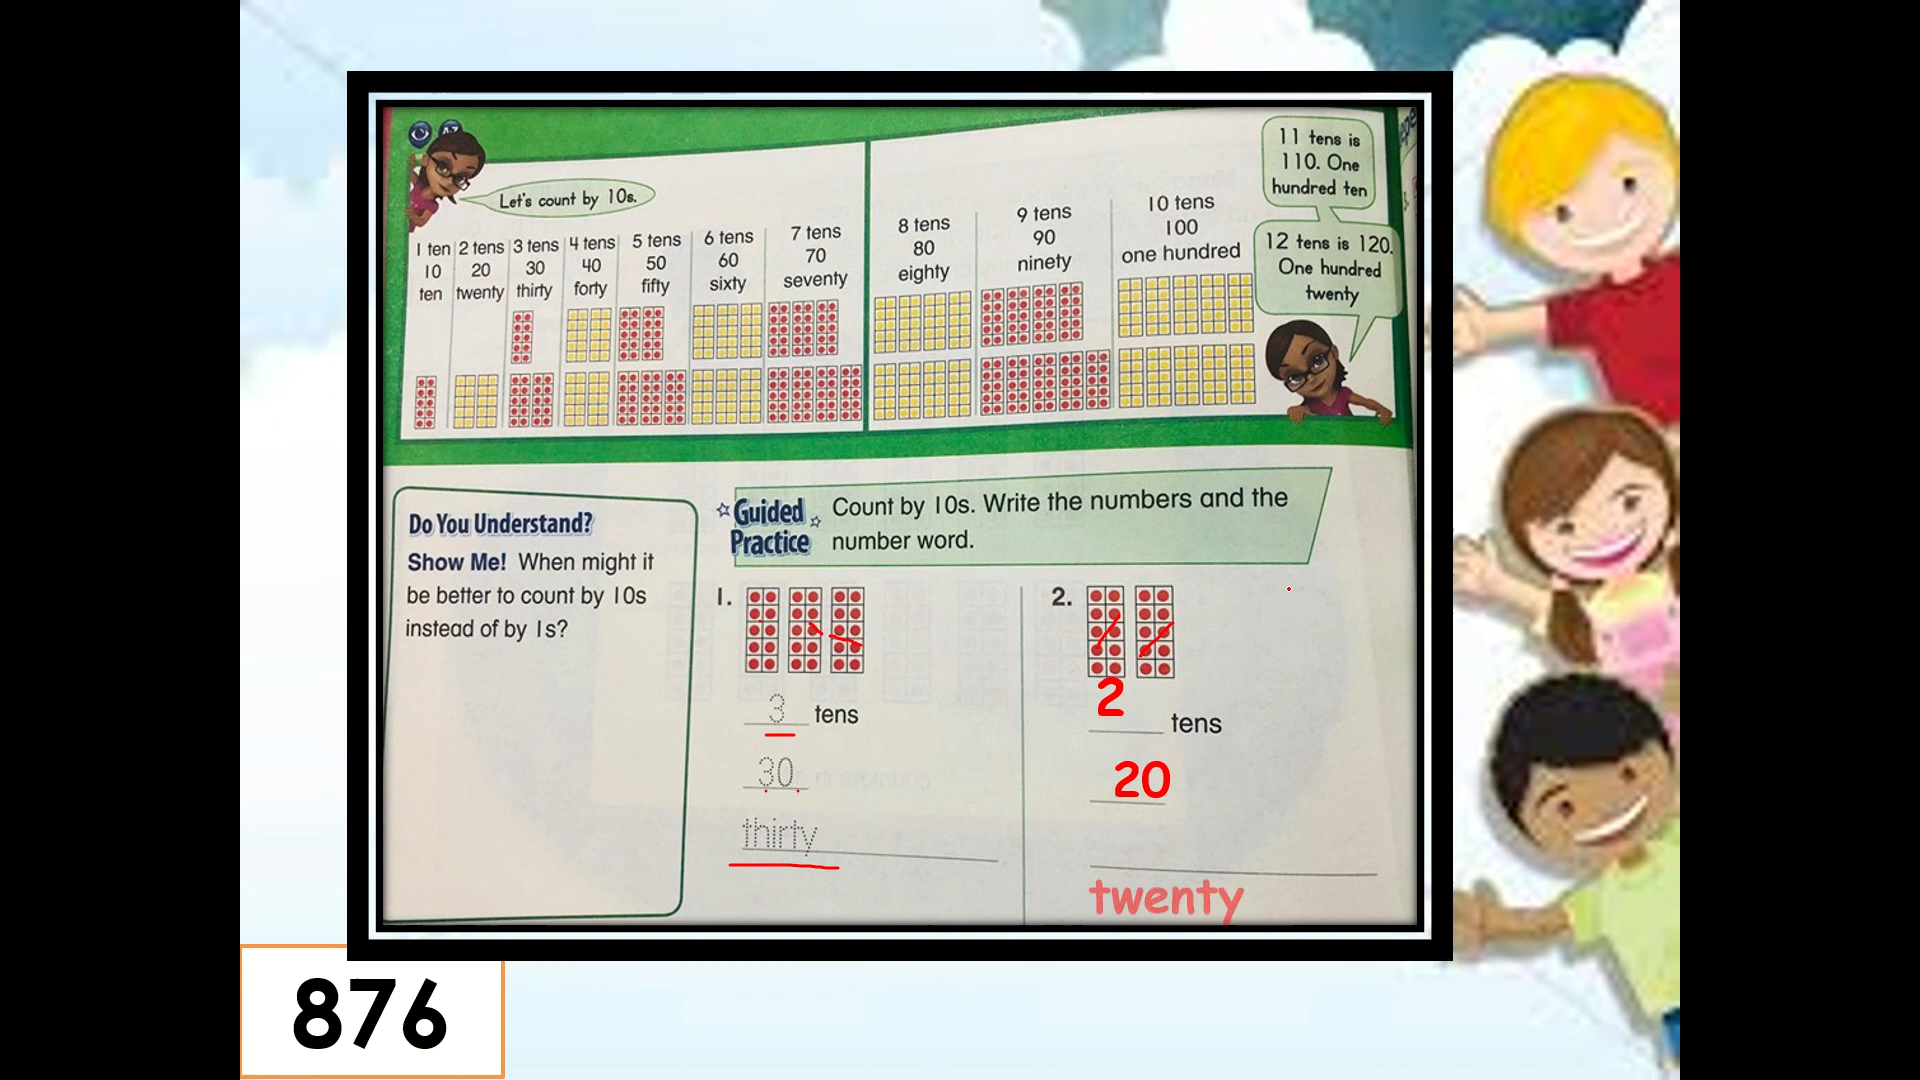 Let's count by 10s.
1 ten
10
ten
2 tens
20
twenty
3 tens
30
thirty
4 tens
40
forty
5 tens
50
fifty
6 tens
60
sixty
7 tens
70
seventy
8 tens
80
eighty
9 tens
90
ninety
10 tens
100
one hundred
11 tens is
110. One
hundred ten
12 tens is 120.
One hundred
twenty
Do You Understand?
Show Me! When might it
be better to count by 10s
instead of by 1s?
Guided
Practice
Count by 10s. Write the numbers and the
number word.
1.
3 tens
30
thirty
2.
2 tens
20
twenty
876